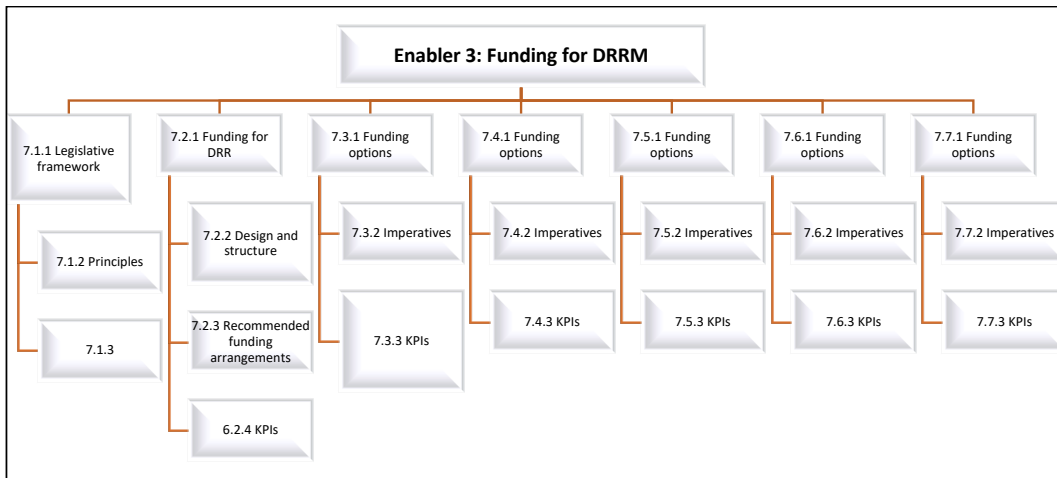 Enabler 3: Funding for DRRM
7.1.1 Legislative
framework
7.1.2 Principles
7.1.3
7.2.1 Funding for
DRR
7.2.2 Design and
structure
7.2.3 Recommended
funding
arrangements
6.2.4 KPIs
7.3.1 Funding
options
7.3.2 Imperatives
7.3.3 KPIs
7.4.1 Funding
options
7.4.2 Imperatives
7.4.3 KPIs
7.5.1 Funding
options
7.5.2 Imperatives
7.5.3 KPIs
7.6.1 Funding
options
7.6.2 Imperatives
7.6.3 KPIs
7.7.1 Funding
options
7.7.2 Imperatives
7.7.3 KPIs